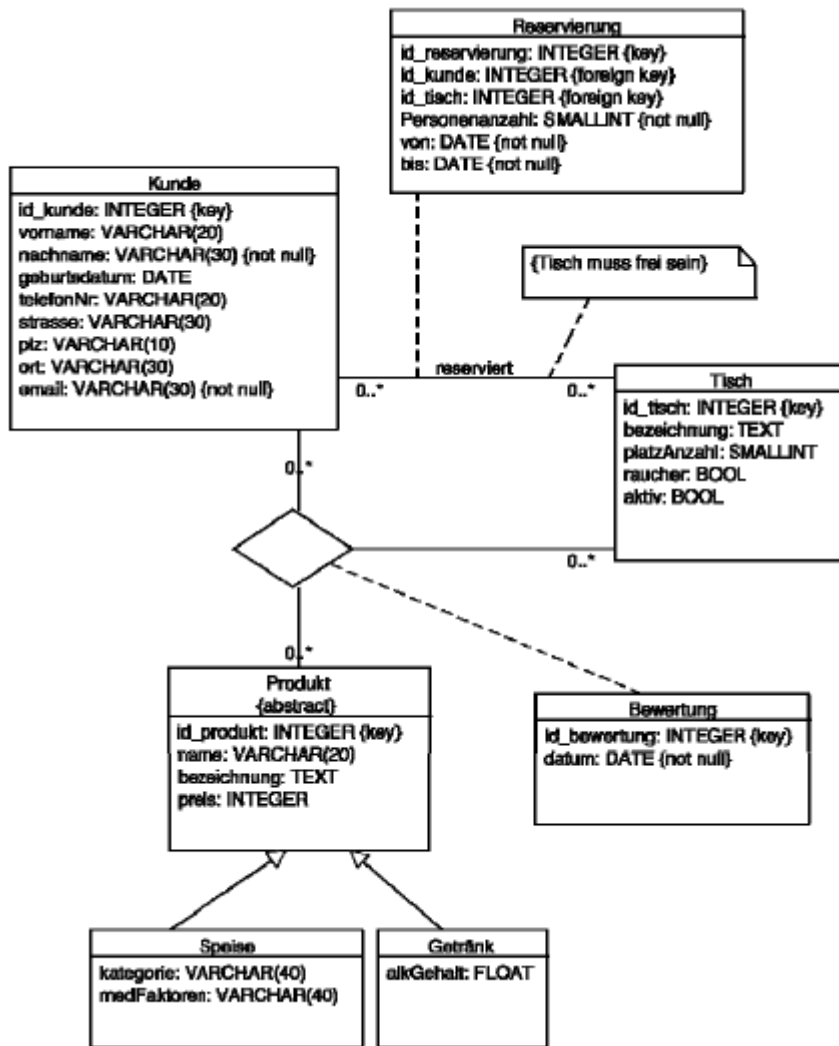 Reservierung
id_reservierung: INTEGER {key}
id_kunde: INTEGER {foreign key}
id_tisch: INTEGER {foreign key}
Personenanzahl: SMALLINT {not null}
von: DATE {not null}
bis: DATE {not null}
Kunde
id_kunde: INTEGER {key}
vorname: VARCHAR(20)
nachname: VARCHAR(30) {not null}
geburtsdatum: DATE
telefonNr: VARCHAR(20)
strasse: VARCHAR(30)
plz: VARCHAR(10)
ort: VARCHAR(30)
email: VARCHAR(30) {not null}
{Tisch muss frei sein}
reserviert
0..*
0..*
Tisch
id_tisch: INTEGER {key}
bezeichnung: TEXT
platzAnzahl: SMALLINT
raucher: BOOL
aktiv: BOOL
0..*
0..*
0..*
Produkt
{abstract}
id_produkt: INTEGER {key}
name: VARCHAR(20)
bezeichnung: TEXT
preis: INTEGER
Bewertung
id_bewertung: INTEGER {key}
datum: DATE {not null}
Speise
kategorie: VARCHAR(40)
medFaktoren: VARCHAR(40)
Getränk
alkGehalt: FLOAT